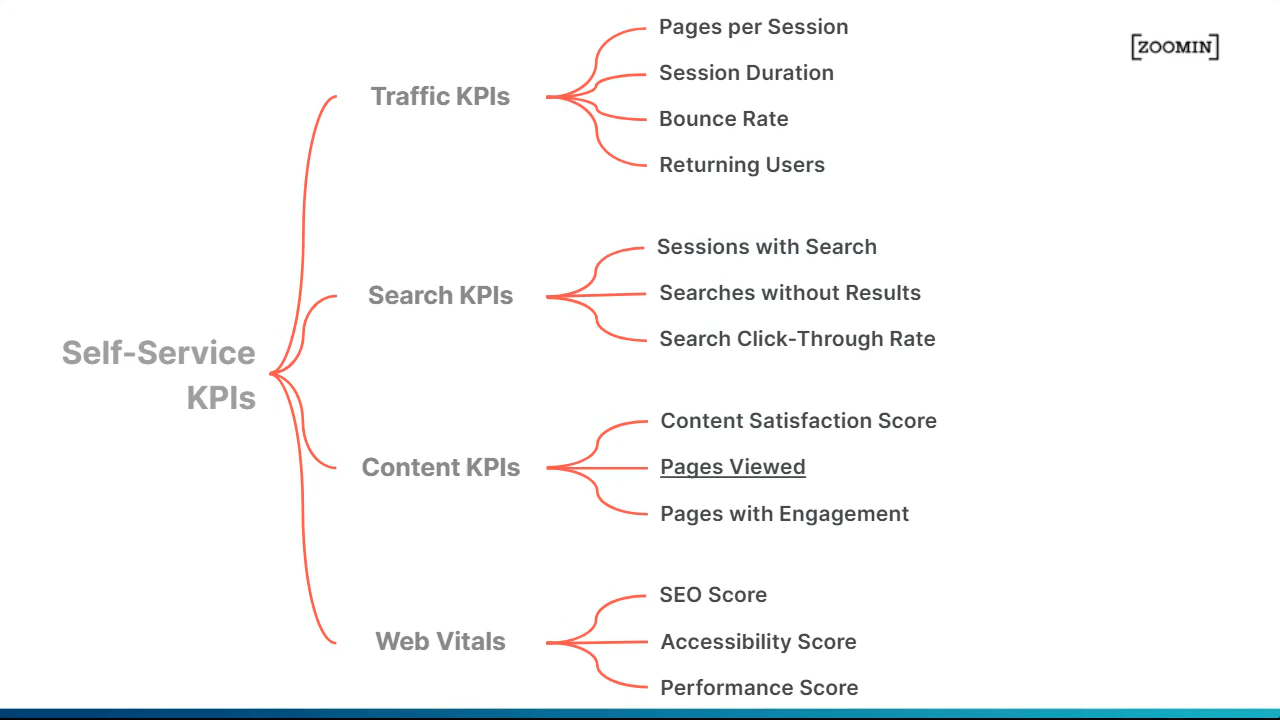 [ZOOMIN]
Self-Service
KPIs
Traffic KPIs
Pages per Session
Session Duration
Bounce Rate
Returning Users
Search KPIs
Sessions with Search
Searches without Results
Search Click-Through Rate
Content KPIs
Content Satisfaction Score
Pages Viewed
Pages with Engagement
Web Vitals
SEO Score
Accessibility Score
Performance Score